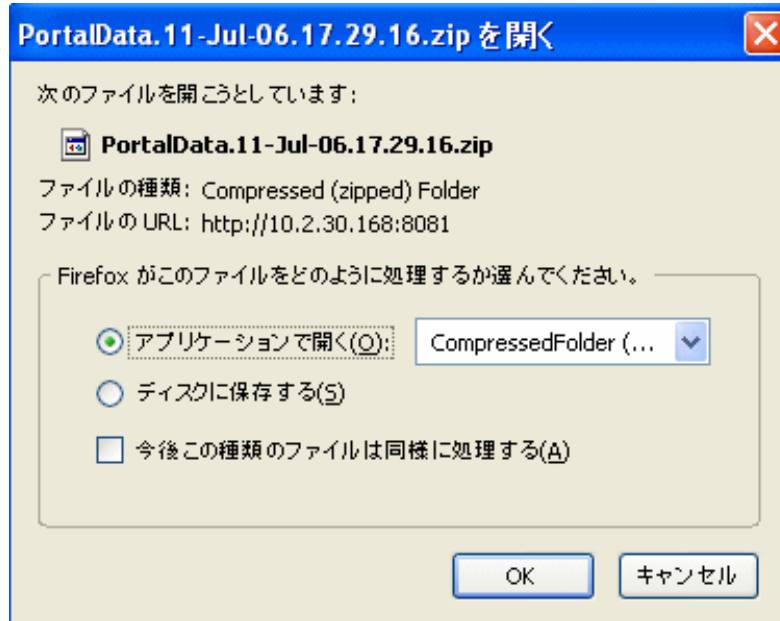 PortalData.11-Jul-06.17.29.16.zip を開く
次のファイルを開こうとしています:
PortalData.11-Jul-06.17.29.16.zip
ファイルの種類: Compressed (zipped) Folder
ファイルの URL: http://10.2.30.168:8081
Firefox がこのファイルをどのように処理するか選んでください。
アプリケーションで開く(O): CompressedFolder (...
ディスクに保存する(S)
今後この種類のファイルは同様に処理する(A)
OK キャンセル